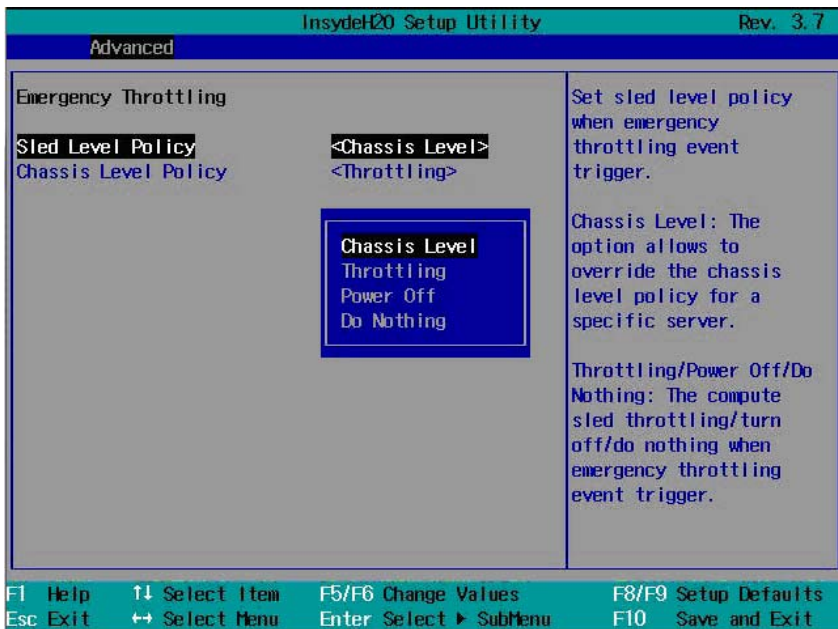 InsydeH2O Setup Utility Rev. 3.7
Advanced
Emergency Throttling
Sled Level Policy <Chassis Level>
Chassis Level Policy <Throttling>
Chassis Level
Throttling
Power Off
Do Nothing
Set sled level policy
when emergency
throttling event
trigger.
Chassis Level: The
option allows to
override the chassis
level policy for a
specific server.
Throttling/Power Off/Do
Nothing: The compute
sled throttling/turn
off/do nothing when
emergency throttling
event trigger.
F1 Help ↑↓ Select Item F5/F6 Change Values F8/F9 Setup Defaults
Esc Exit ↔ Select Menu Enter Select ▶ SubMenu F10 Save and Exit